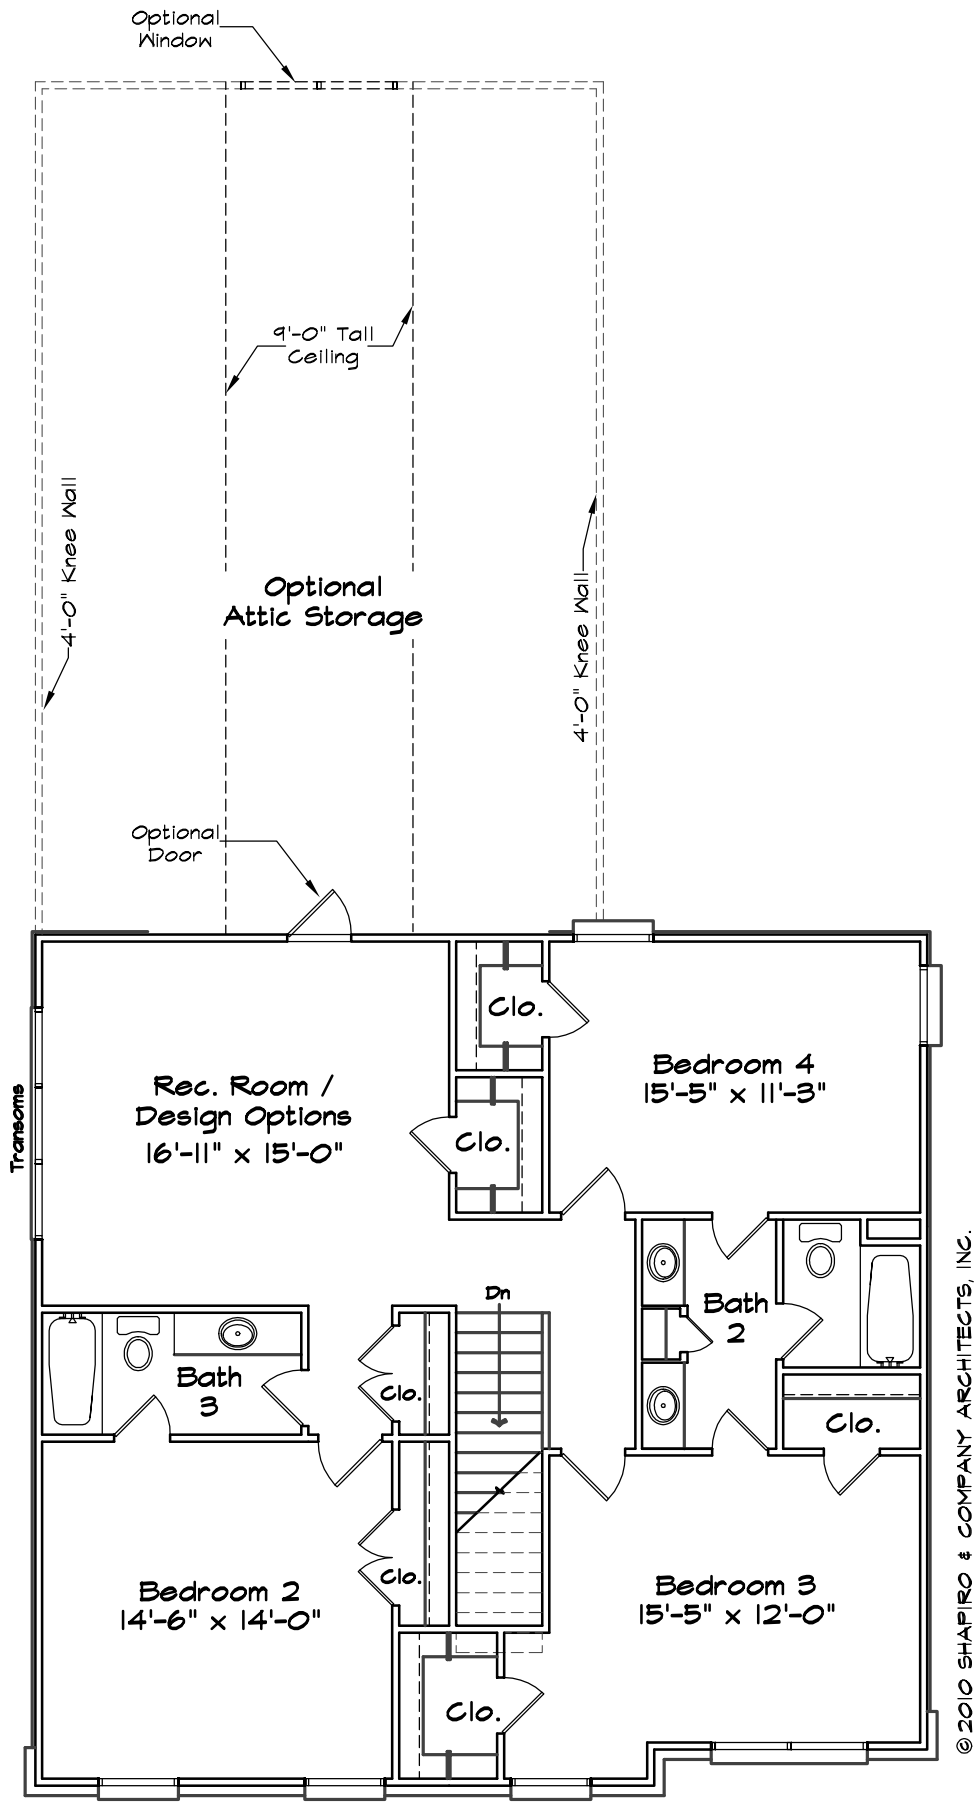 Optional
Window
9'-0" Tall
Ceiling
4'-0" Knee Wall
4'-0" Knee Wall
Optional
Attic Storage
Optional
Door
Clo.
Bedroom 4
15'-5" x 11'-3"
Rec. Room /
Design Options
16'-11" x 15'-0"
Transoms
Clo.
Dn
Bath
2
Bath
3
Clo.
Clo.
Clo.
Bedroom 2
14'-6" x 14'-0"
Bedroom 3
15'-5" x 12'-0"
Clo.
©2010 SHAPIRO & COMPANY ARCHITECTS, INC.